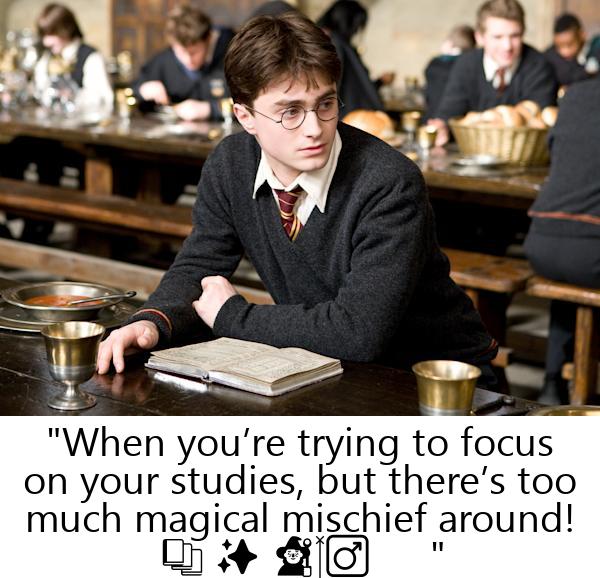 "When you’re trying to focus
on your studies, but there’s too
much magical mischief around!
"